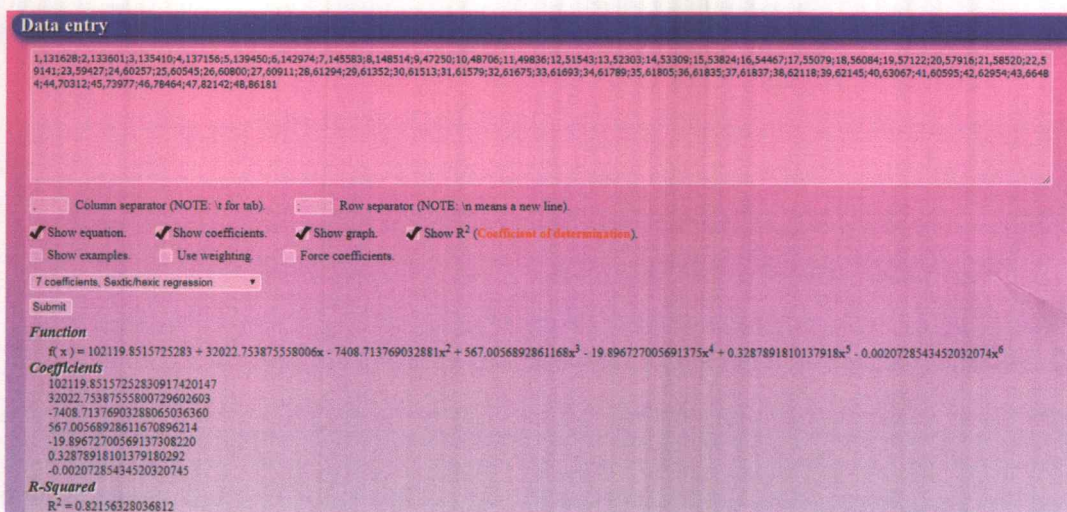 Data entry
1,131628;2,133601;3,135410;4,137156;5,139450;6,142974;7,145583;8,148514;9,47250;10,48706;11,49836;12,51543;13,52303;14,53309;15,53824;16,54467;17,55079;18,56084;19,57122;20,57916;21,58520;22,5
9141;23,59427;24,60257;25,60545;26,60800;27,60911;28,61294;29,61352;30,61513;31,61579;32,61675;33,61693;34,61789;35,61805;36,61835;37,61837;38,62118;39,62145;40,63067;41,60595;42,62954;43,6648
4;44,70312;45,73977;46,78464;47,82142;48,86181
, Column separator (NOTE: \t for tab). ; Row separator (NOTE: \n means a new line).
Show equation. Show coefficients. Show graph. Show R² (Coefficient of determination).
Show examples. Use weighting. Force coefficients.
7 coefficients, Sextic/hexic regression
Submit
Function
f( x ) = 102119.8515725283 + 32022.753875558006x - 7408.713769032881x² + 567.0056892861168x³ - 19.896727005691375x⁴ + 0.3287891810137918x⁵ - 0.0020728543452032074x⁶
Coefficients
102119.85157252830917420147
32022.75387555800729602603
-7408.71376903288065036360
567.00568928611670896214
-19.89672700569137308220
0.32878918101379180292
-0.00207285434520320745
R-Squared
R² = 0.82156328036812